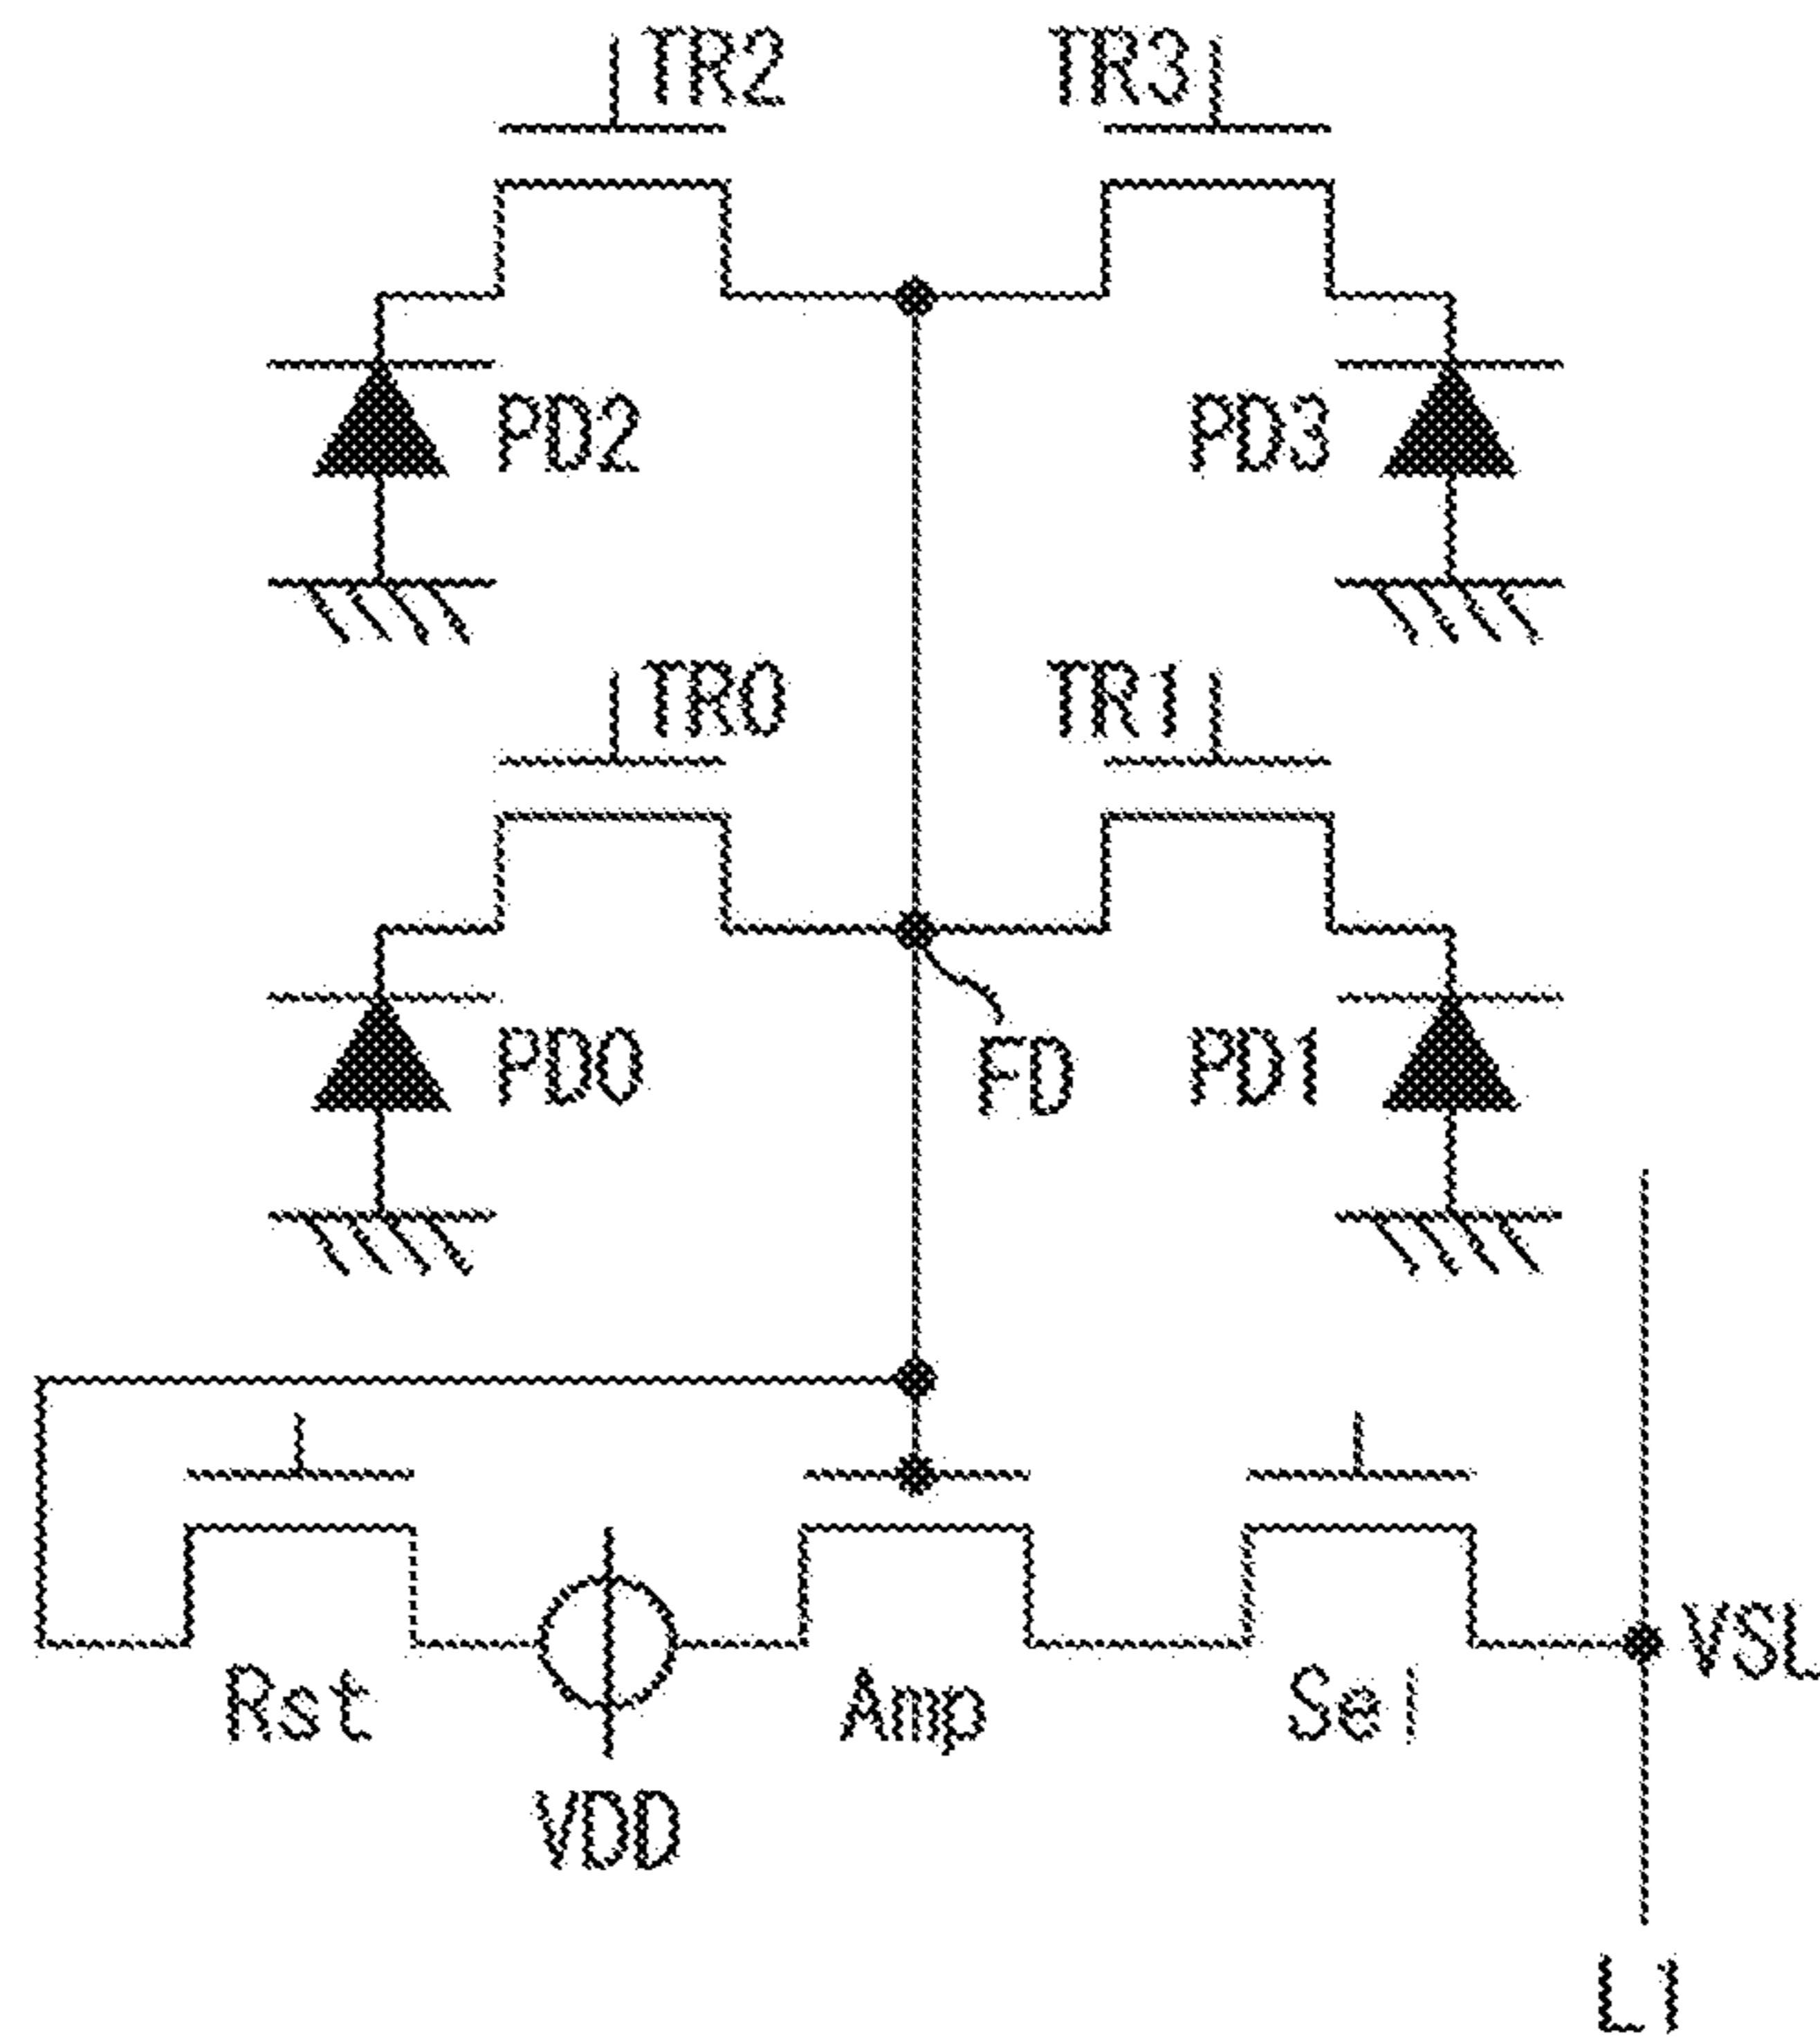 TR2 TR3
PD2 PD3
TR0 TR1
PD0 FD PD1
VSL
Rst Amp Sel
VDD
L1